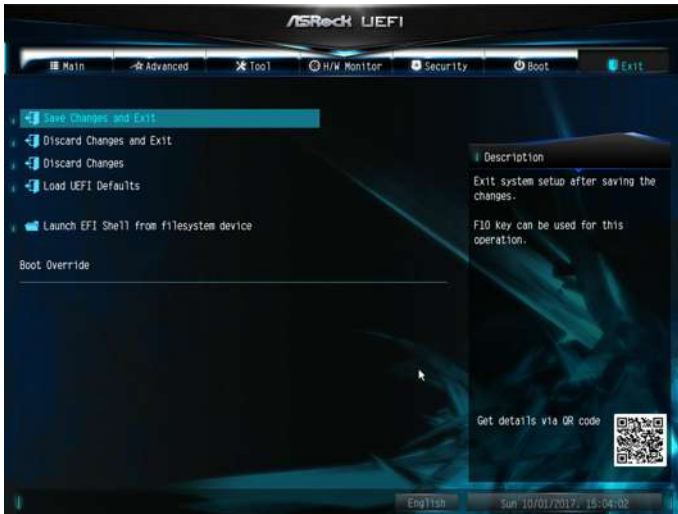 ASRock UEFI
Main Advanced Tool H/W Monitor Security Boot Exit
Save Changes and Exit
Discard Changes and Exit
Discard Changes
Load UEFI Defaults
Launch EFI Shell from filesystem device
Boot Override
Description
Exit system setup after saving the
changes.
F10 key can be used for this
operation.
Get details via QR code
English
Sun 10/01/2017, 15:04:02